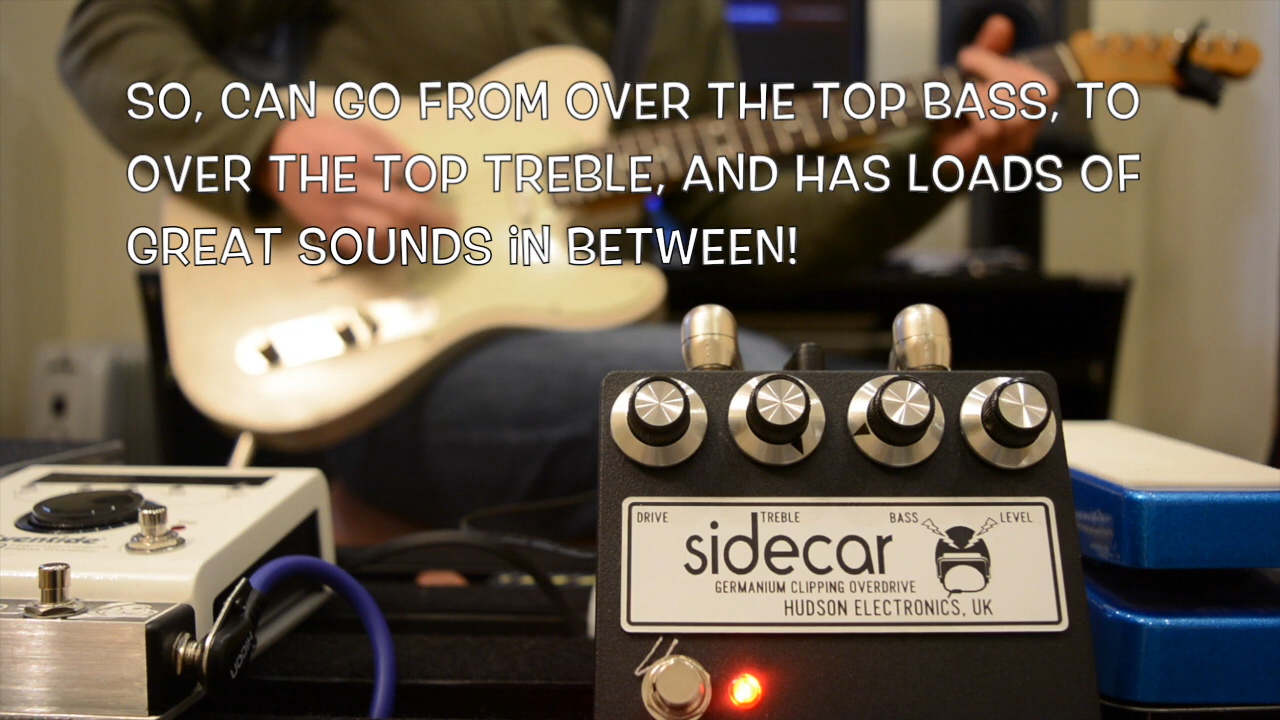 SO, CAN GO FROM OVER THE TOP BASS, TO
OVER THE TOP TREBLE, AND HAS LOADS OF
GREAT SOUNDS iN BETWEEN!
DRIVE TREBLE BASS LEVEL
sidecar
GERMANIUM CLIPPING OVERDRIVE
HUDSON ELECTRONICS, UK
ventide